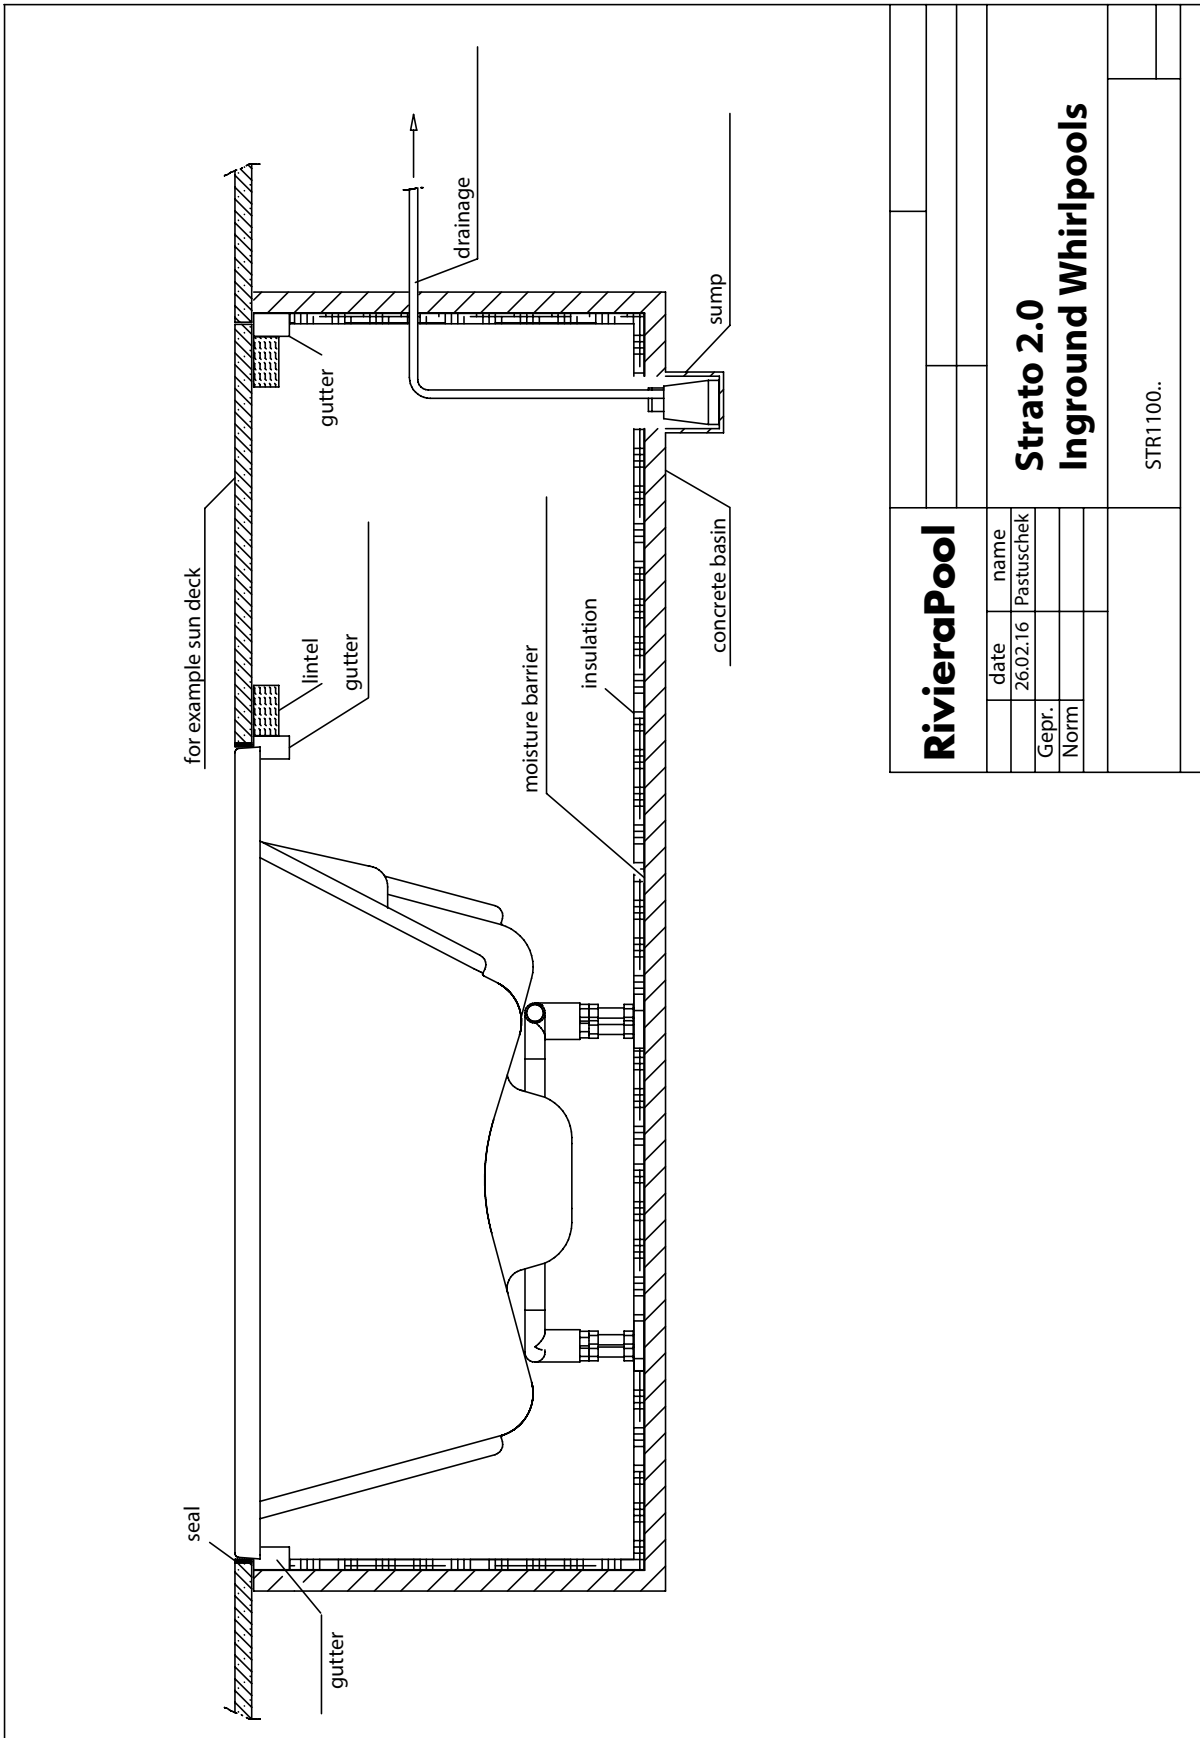 seal
gutter
for example sun deck
lintel
gutter
gutter
drainage
moisture barrier
insulation
concrete basin
sump
RivieraPool
date name
26.02.16 Pastuschek
Gepr.
Norm
Strato 2.0
Inground Whirlpools
STR1100..